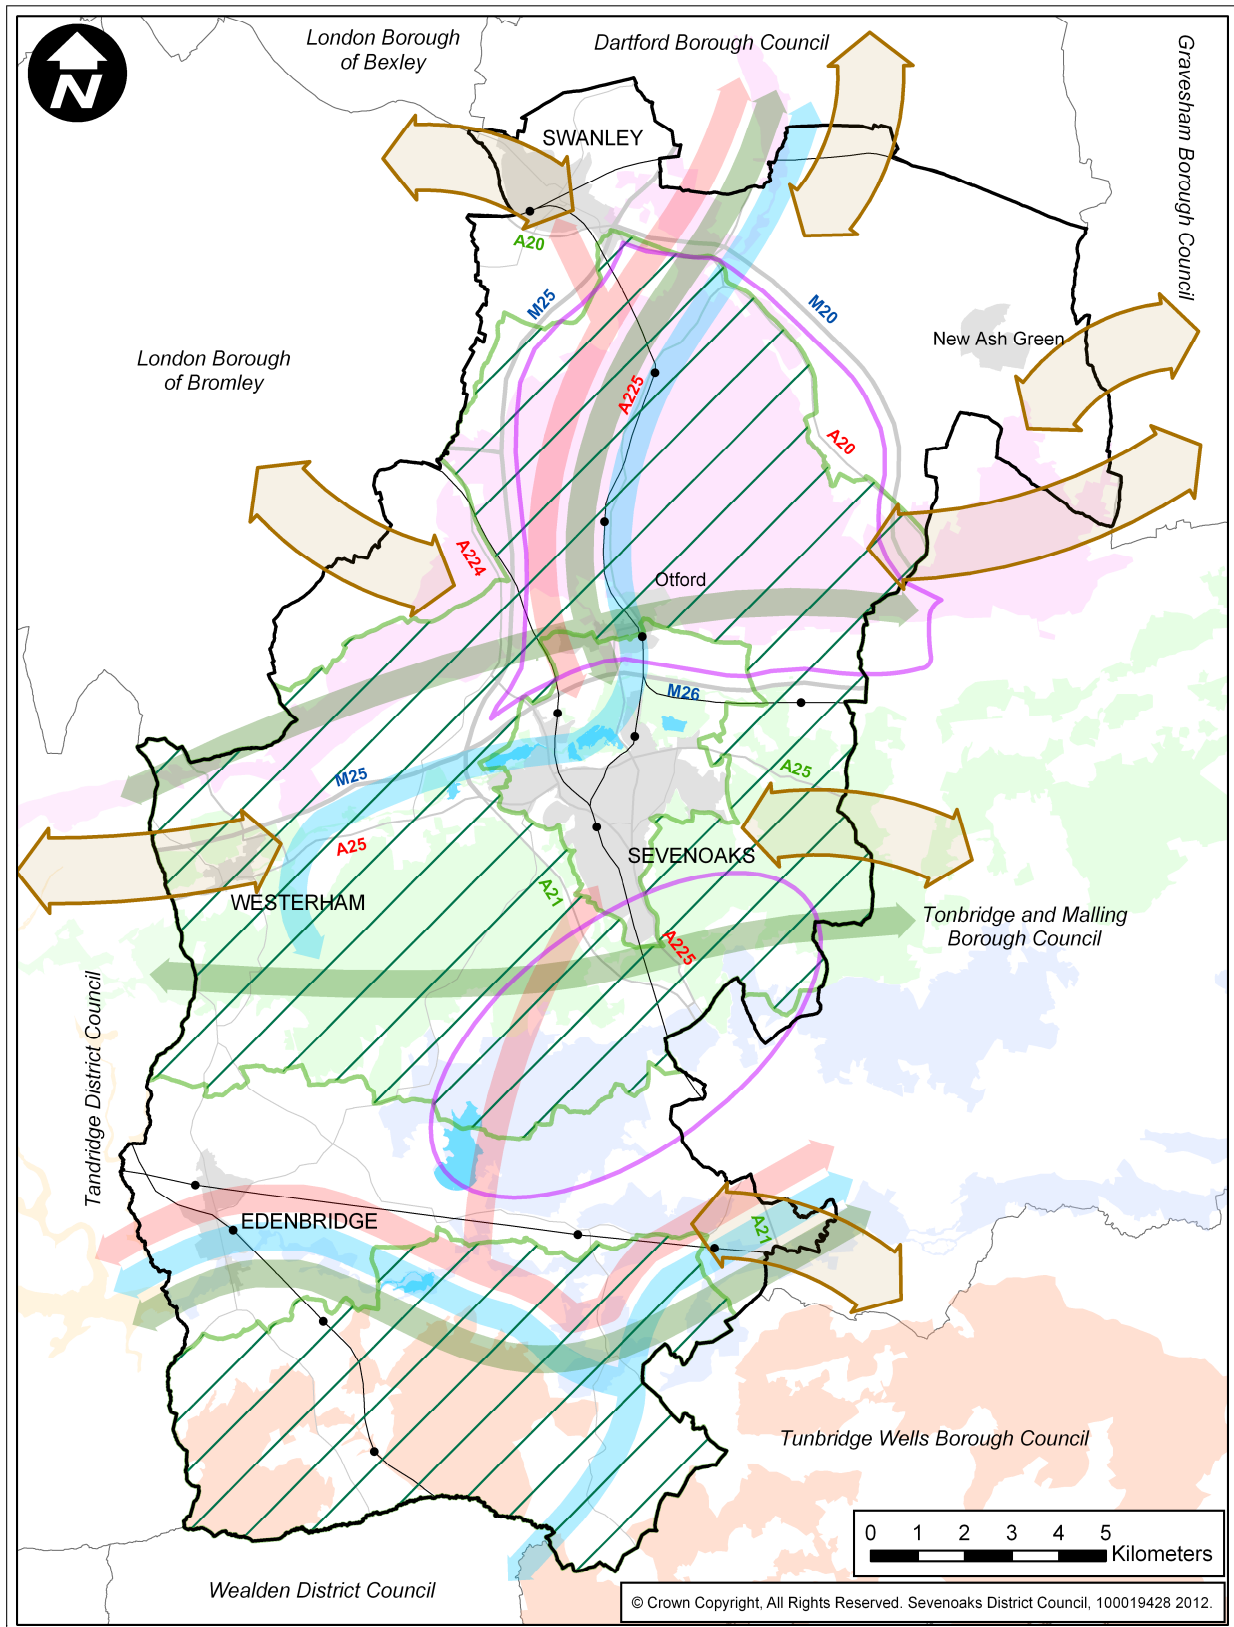 N
London Borough
of Bexley
Dartford Borough Council
Gravesham Borough Council
SWANLEY
A20
M25
M20
New Ash Green
London Borough
of Bromley
A225
A20
A224
Otford
M26
M25
A25
A25
SEVENOAKS
WESTERHAM
A21
A225
Tonbridge and Malling
Borough Council
Tandridge District Council
EDENBRIDGE
A21
Tunbridge Wells Borough Council
0 1 2 3 4 5
Kilometers
Wealden District Council
© Crown Copyright, All Rights Reserved. Sevenoaks District Council, 100019428 2012.